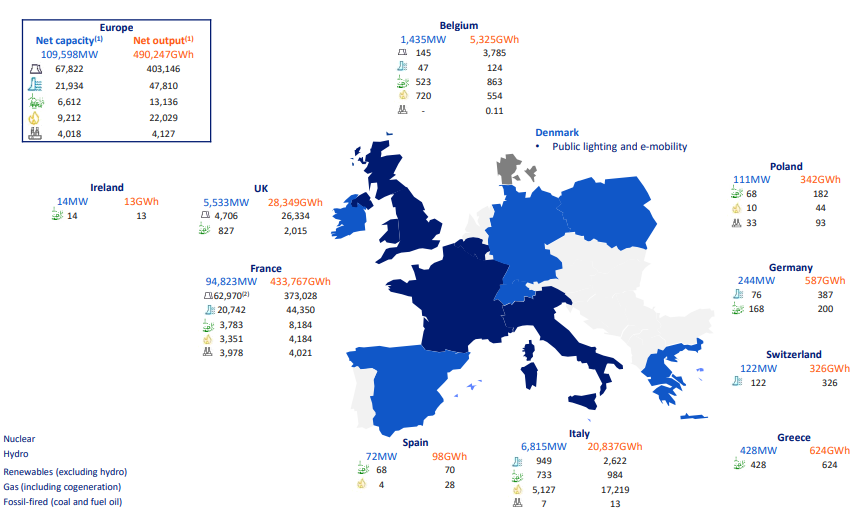 Europe
Net capacity(1) Net output(1)
109,598MW 490,247GWh
67,822 403,146
21,934 47,810
6,612 13,136
9,212 22,029
4,018 4,127
Belgium
1,435MW 5,325GWh
145 3,785
47 124
523 863
720 554
- 0.11
Denmark
• Public lighting and e-mobility
Ireland
14MW 13GWh
14 13
UK
5,533MW 28,349GWh
4,706 26,334
827 2,015
Poland
111MW 342GWh
68 182
10 44
33 93
France
94,823MW 433,767GWh
62,970(2) 373,028
20,742 44,350
3,783 8,184
3,351 4,184
3,978 4,021
Germany
244MW 587GWh
76 387
168 200
Switzerland
122MW 326GWh
122 326
Greece
428MW 624GWh
428 624
Spain
72MW 98GWh
68 70
4 28
Italy
6,815MW 20,837GWh
949 2,622
733 984
5,127 17,219
7 13
Nuclear
Hydro
Renewables (excluding hydro)
Gas (including cogeneration)
Fossil-fired (coal and fuel oil)